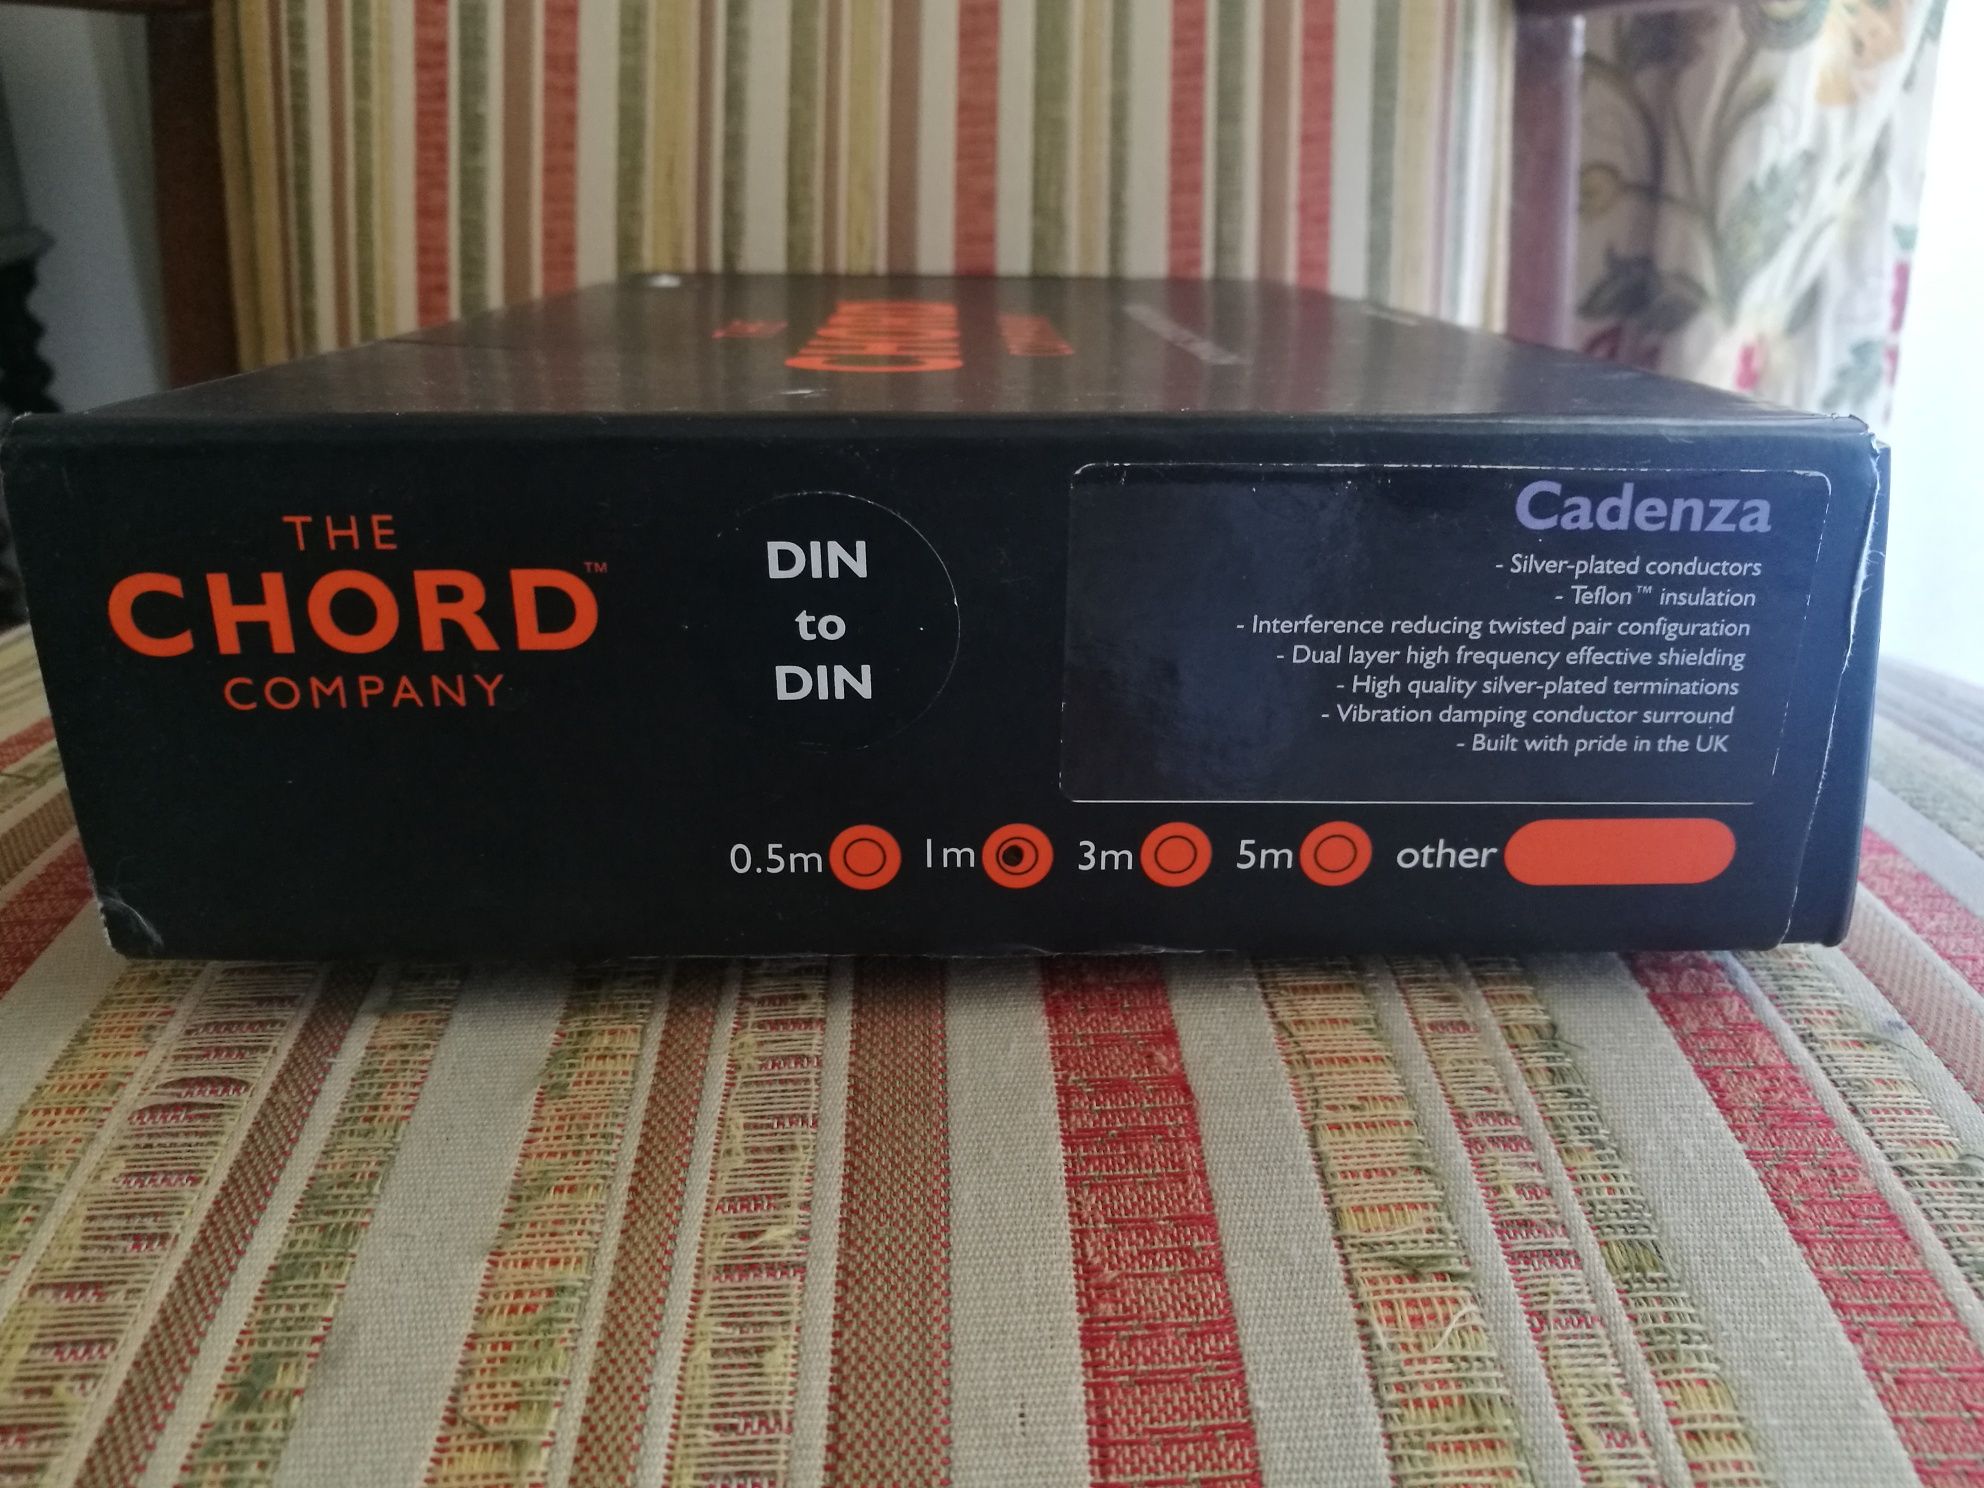 THE
CHORD™
COMPANY
DIN
to
DIN
Cadenza
- Silver-plated conductors
- Teflon™ insulation
- Interference reducing twisted pair configuration
- Dual layer high frequency effective shielding
- High quality silver-plated terminations
- Vibration damping conductor surround
- Built with pride in the UK
0.5m 1m 3m 5m other